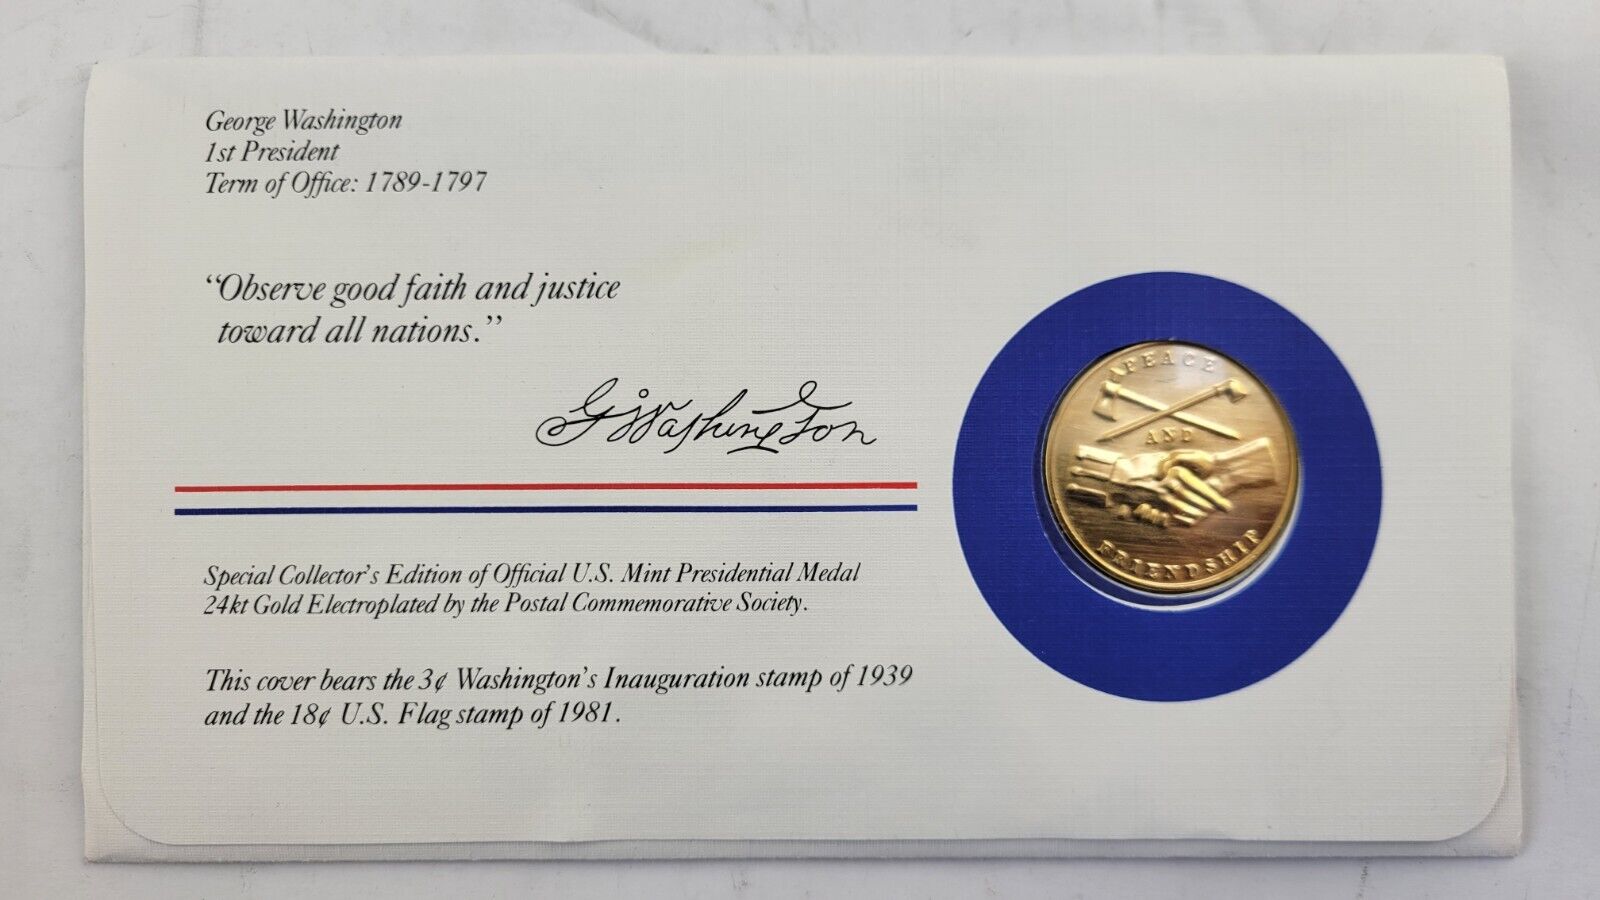 George Washington
1st President
Term of Office: 1789-1797
“Observe good faith and justice
toward all nations.”
G Washington
Special Collector's Edition of Official U.S. Mint Presidential Medal
24kt Gold Electroplated by the Postal Commemorative Society.
This cover bears the 3¢ Washington's Inauguration stamp of 1939
and the 18¢ U.S. Flag stamp of 1981.
PEACE
AND
FRIENDSHIP